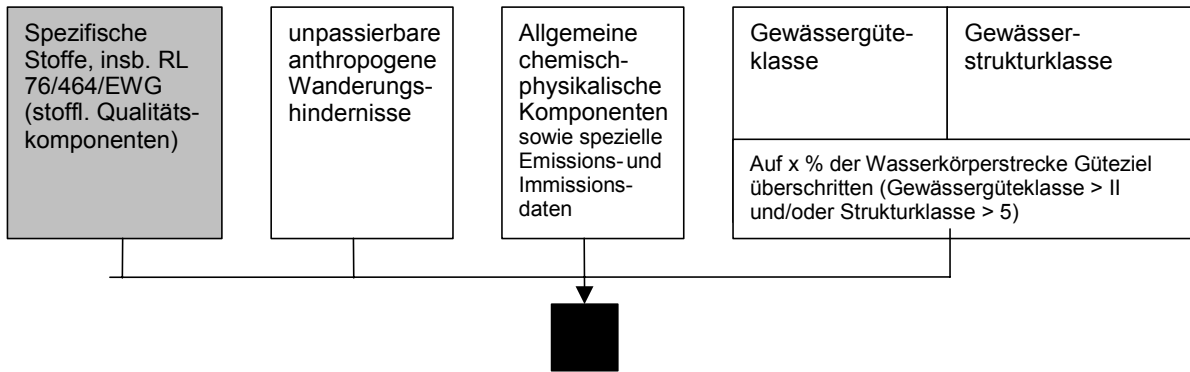 Spezifische
Stoffe, insb. RL
76/464/EWG
(stoffl. Qualitäts-
komponenten)
unpassierbare
anthropogene
Wanderungs-
hindernisse
Allgemeine
chemisch-
physikalische
Komponenten
sowie spezielle
Emissions- und
Immissions-
daten
Gewässergüte-
klasse
Gewässer-
strukturklasse
Auf x % der Wasserkörperstrecke Güteziel
überschritten (Gewässergüteklasse > II
und/oder Strukturklasse > 5)